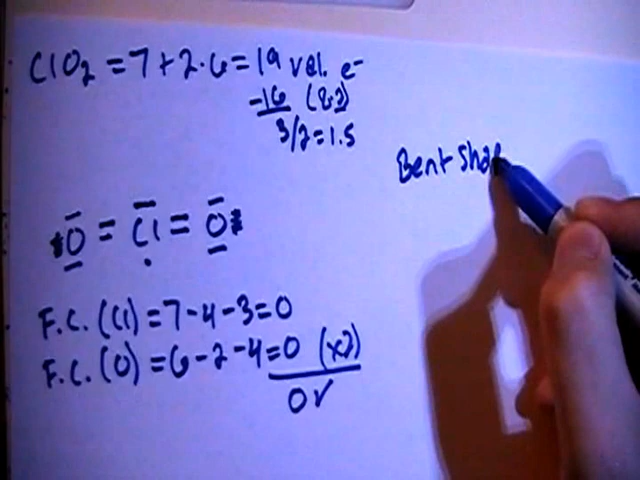 ClO2 = 7 + 2·6 = 19 val. e-
-16 (8·2)
3/2 = 1.5
Bent Shap
O = Cl = O
F.C. (Cl) = 7 - 4 - 3 = 0
F.C. (O) = 6 - 2 - 4 = 0 (x2)
0 ✓